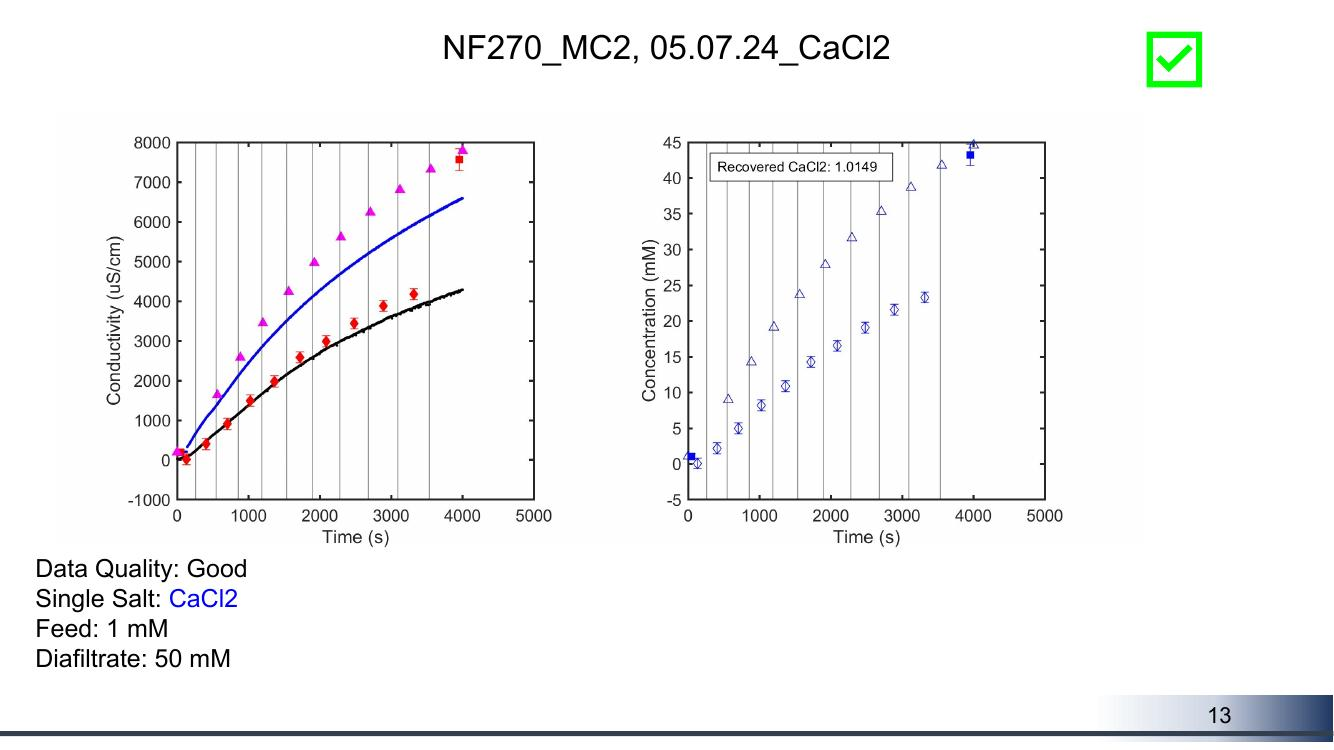 NF270_MC2, 05.07.24_CaCl2
8000
7000
6000
5000
4000
3000
2000
1000
0
-1000
Conductivity (uS/cm)
0 1000 2000 3000 4000 5000
Time (s)
45
40
35
30
25
20
15
10
5
0
-5
Concentration (mM)
Recovered CaCl2: 1.0149
0 1000 2000 3000 4000 5000
Time (s)
Data Quality: Good
Single Salt: CaCl2
Feed: 1 mM
Diafiltrate: 50 mM
13